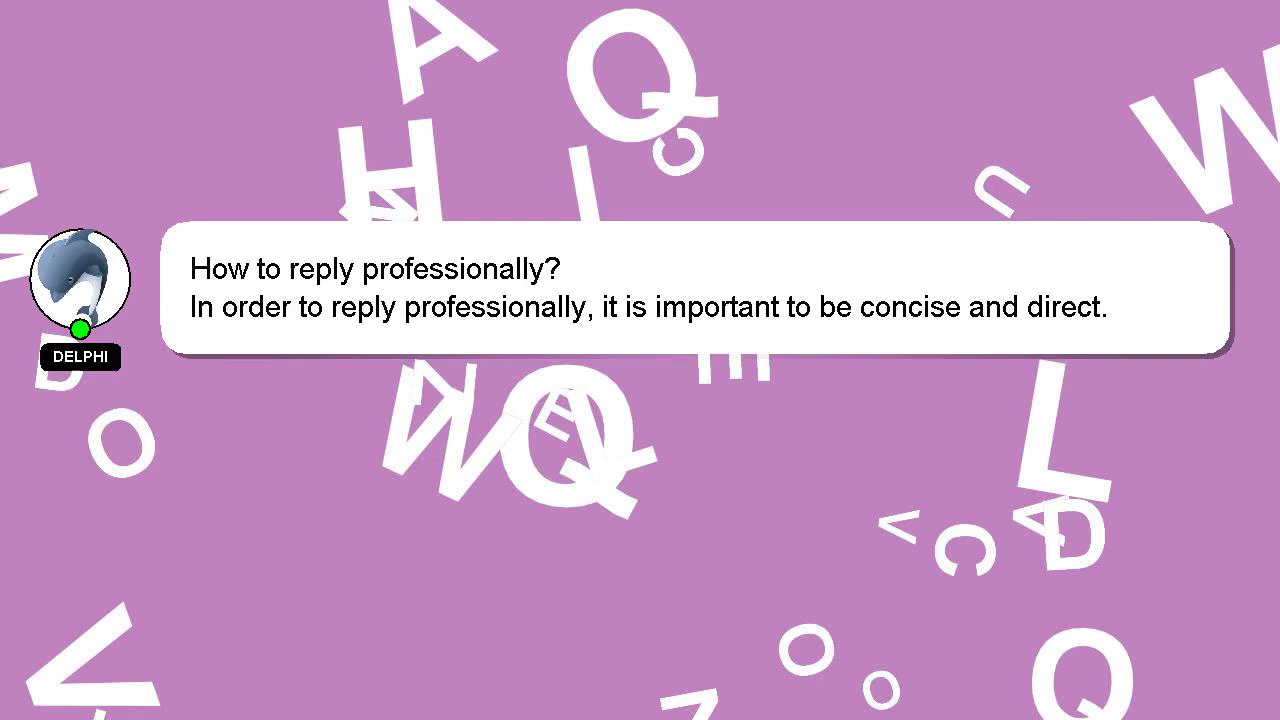 How to reply professionally?
In order to reply professionally, it is important to be concise and direct.
DELPHI